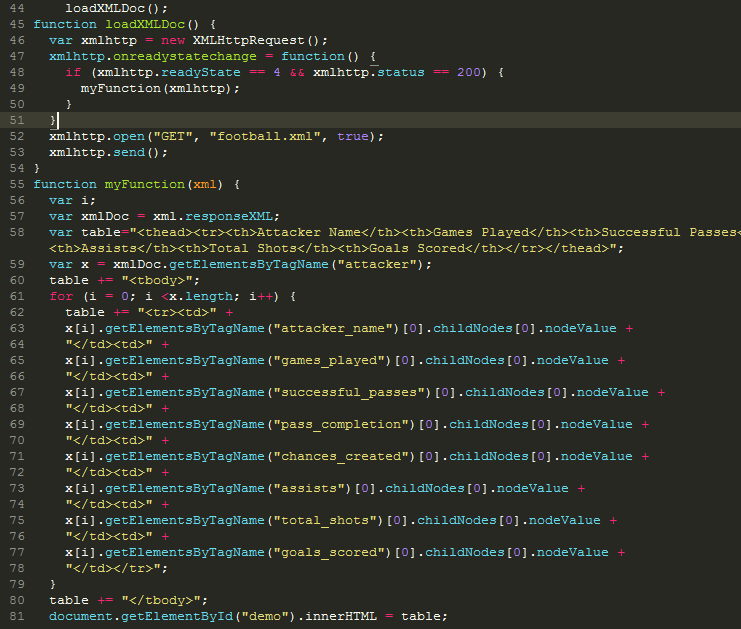 44 loadXMLDoc();
45 function loadXMLDoc() {
46 var xmlhttp = new XMLHttpRequest();
47 xmlhttp.onreadystatechange = function() {
48 if (xmlhttp.readyState == 4 && xmlhttp.status == 200) {
49 myFunction(xmlhttp);
50 }
51 }
52 xmlhttp.open("GET", "football.xml", true);
53 xmlhttp.send();
54 }
55 function myFunction(xml) {
56 var i;
57 var xmlDoc = xml.responseXML;
58 var table="<thead><tr><th>Attacker Name</th><th>Games Played</th><th>Successful Passes<
<th>Assists</th><th>Total Shots</th><th>Goals Scored</th></tr></thead>";
59 var x = xmlDoc.getElementsByTagName("attacker");
60 table += "<tbody>";
61 for (i = 0; i <x.length; i++) {
62 table += "<tr><td>" +
63 x[i].getElementsByTagName("attacker_name")[0].childNodes[0].nodeValue +
64 "</td><td>" +
65 x[i].getElementsByTagName("games_played")[0].childNodes[0].nodeValue +
66 "</td><td>" +
67 x[i].getElementsByTagName("successful_passes")[0].childNodes[0].nodeValue +
68 "</td><td>" +
69 x[i].getElementsByTagName("pass_completion")[0].childNodes[0].nodeValue +
70 "</td><td>" +
71 x[i].getElementsByTagName("chances_created")[0].childNodes[0].nodeValue +
72 "</td><td>" +
73 x[i].getElementsByTagName("assists")[0].childNodes[0].nodeValue +
74 "</td><td>" +
75 x[i].getElementsByTagName("total_shots")[0].childNodes[0].nodeValue +
76 "</td><td>" +
77 x[i].getElementsByTagName("goals_scored")[0].childNodes[0].nodeValue +
78 "</td></tr>";
79 }
80 table += "</tbody>";
81 document.getElementById("demo").innerHTML = table;